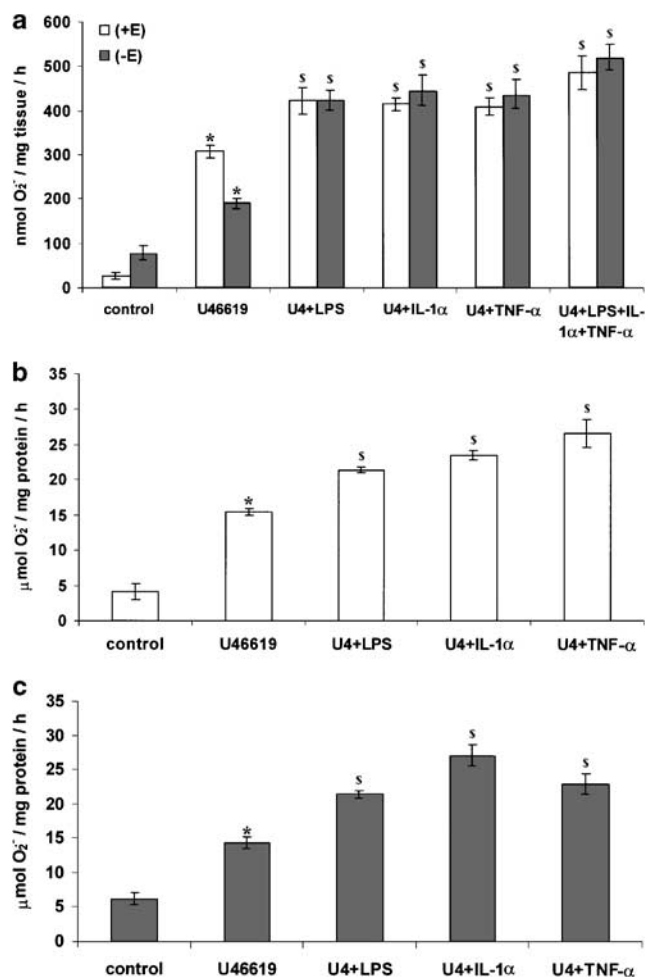 a
(+E)
(-E)
nmol O₂⁻ / mg tissue / h
600
500
400
300
200
100
0
* * $ $ $ $ $ $ $ $
control U46619 U4+LPS U4+IL-1α U4+TNF-α U4+LPS+IL-
1α+TNF-α
b
μmol O₂⁻ / mg protein / h
35
30
25
20
15
10
5
0
* $ $ $
control U46619 U4+LPS U4+IL-1α U4+TNF-α
c
μmol O₂⁻ / mg protein / h
35
30
25
20
15
10
5
0
* $ $ $
control U46619 U4+LPS U4+IL-1α U4+TNF-α